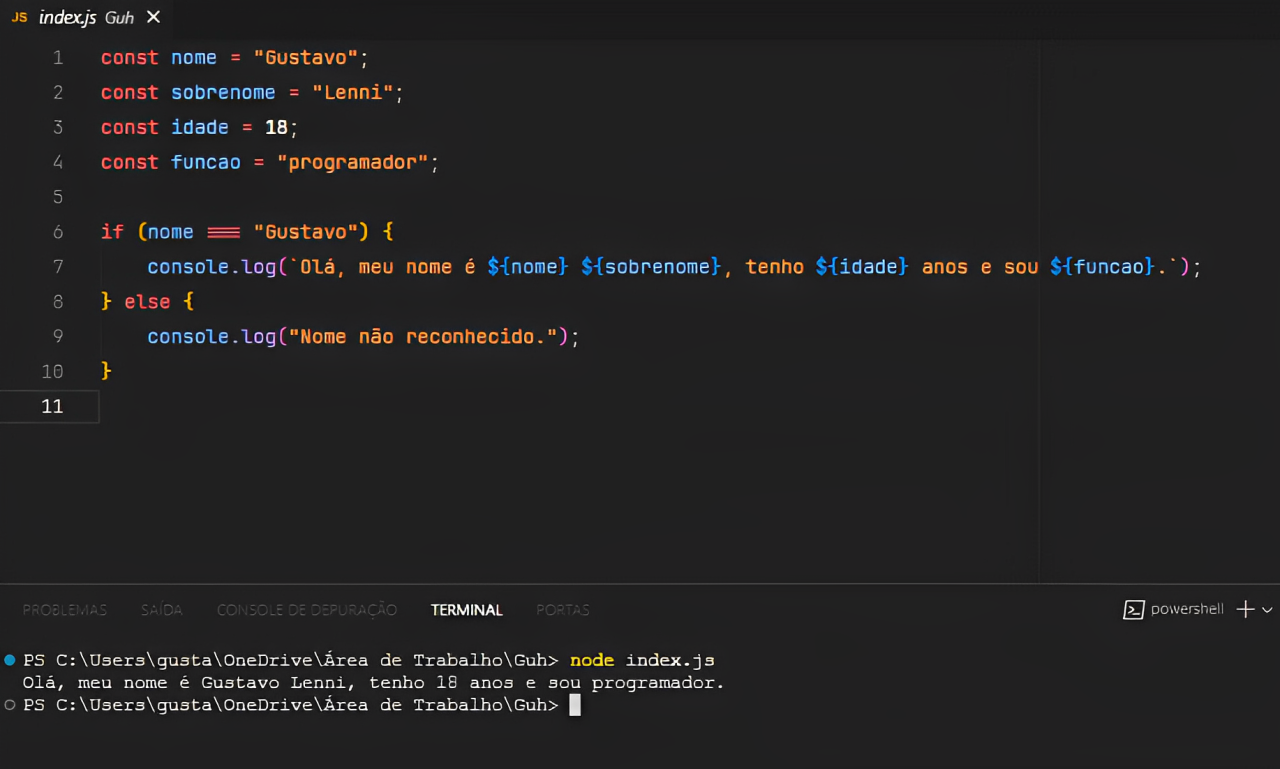 JS index.js Guh ✕
1 const nome = "Gustavo";
2 const sobrenome = "Lenni";
3 const idade = 18;
4 const funcao = "programador";
5
6 if (nome === "Gustavo") {
7 console.log(`Olá, meu nome é ${nome} ${sobrenome}, tenho ${idade} anos e sou ${funcao}.`);
8 } else {
9 console.log("Nome não reconhecido.");
10 }
11
PROBLEMAS SAÍDA CONSOLE DE DEPURAÇÃO TERMINAL PORTAS powershell
PS C:\Users\gusta\OneDrive\Área de Trabalho\Guh> node index.js
Olá, meu nome é Gustavo Lenni, tenho 18 anos e sou programador.
PS C:\Users\gusta\OneDrive\Área de Trabalho\Guh>